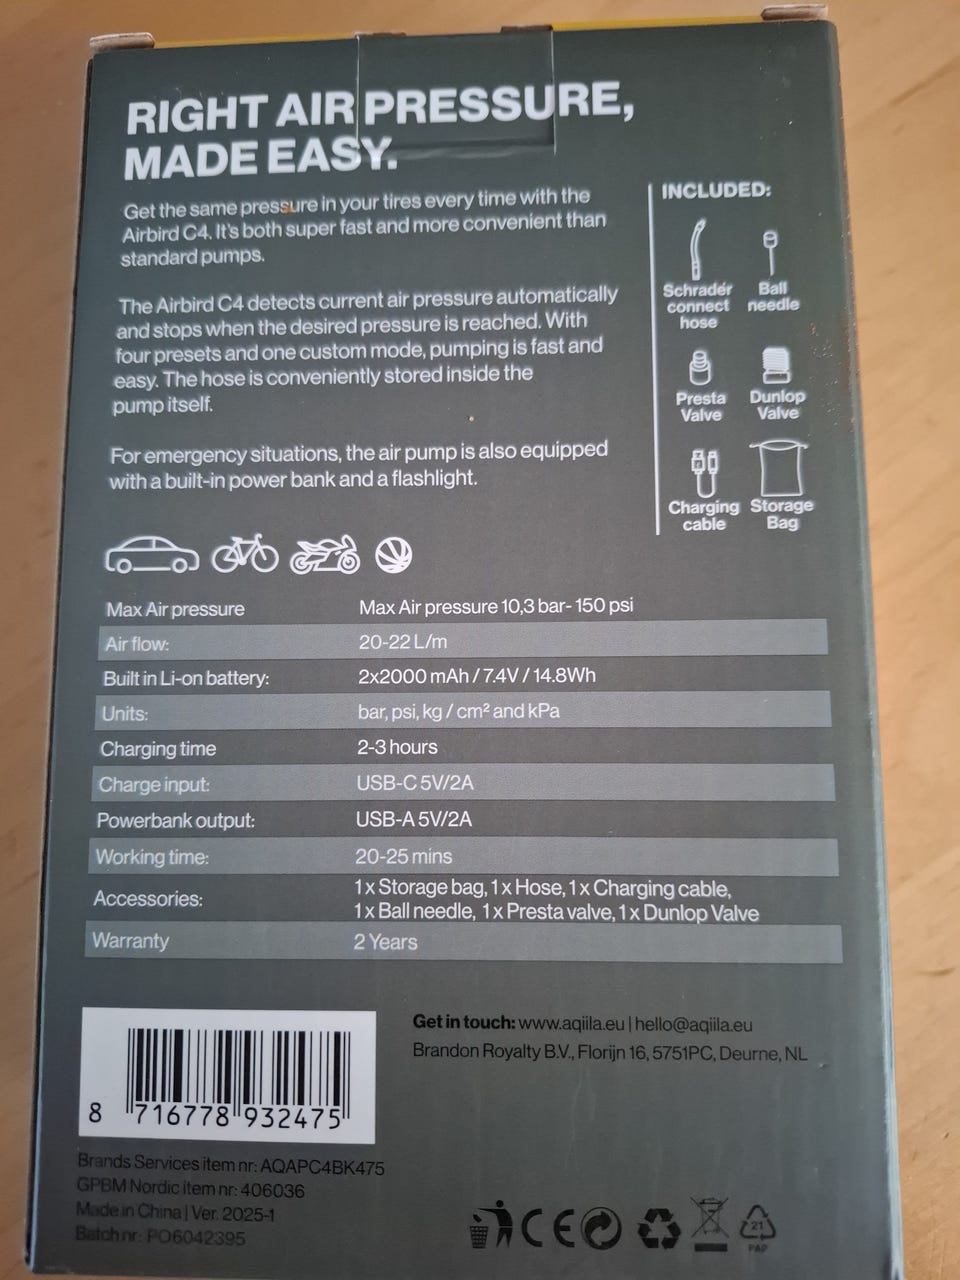 RIGHT AIR PRESSURE,
MADE EASY.
Get the same pressure in your tires every time with the
Airbird C4. It's both super fast and more convenient than
standard pumps.
The Airbird C4 detects current air pressure automatically
and stops when the desired pressure is reached. With
four presets and one custom mode, pumping is fast and
easy. The hose is conveniently stored inside the
pump itself.
For emergency situations, the air pump is also equipped
with a built-in power bank and a flashlight.
INCLUDED:
Schrader
connect
hose
Ball
needle
Presta
Valve
Dunlop
Valve
Charging
cable
Storage
Bag
Max Air pressure Max Air pressure 10,3 bar- 150 psi
Air flow: 20-22 L/m
Built in Li-on battery: 2x2000 mAh / 7.4V / 14.8Wh
Units: bar, psi, kg / cm² and kPa
Charging time 2-3 hours
Charge input: USB-C 5V/2A
Powerbank output: USB-A 5V/2A
Working time: 20-25 mins
Accessories: 1 x Storage bag, 1 x Hose, 1 x Charging cable,
1 x Ball needle, 1 x Presta valve, 1 x Dunlop Valve
Warranty 2 Years
8 716778 932475
Get in touch: www.aqiila.eu | hello@aqiila.eu
Brandon Royalty B.V., Florijn 16, 5751PC, Deurne, NL
Brands Services item nr: AQAPC4BK475
GPBM Nordic item nr: 406036
Made in China | Ver. 2025-1
Batch nr: PO6042395
CE
21
PAP